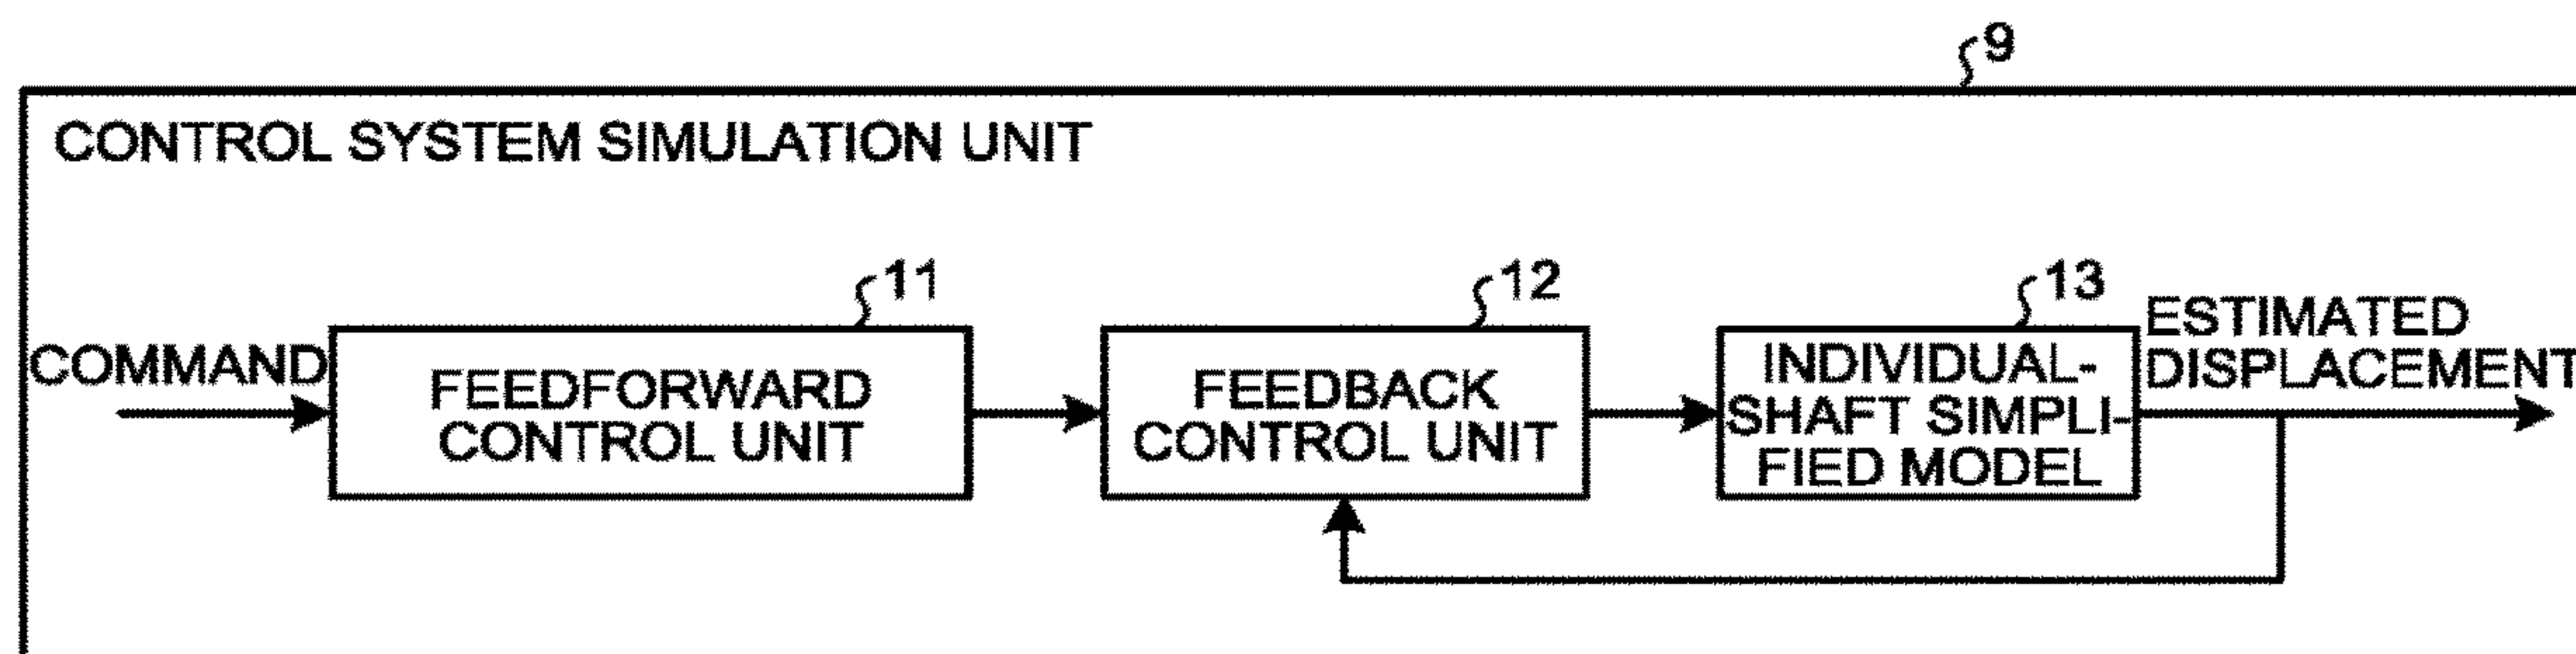 9
CONTROL SYSTEM SIMULATION UNIT
11
12
13
COMMAND
FEEDFORWARD
CONTROL UNIT
FEEDBACK
CONTROL UNIT
INDIVIDUAL-
SHAFT SIMPLI-
FIED MODEL
ESTIMATED
DISPLACEMENT